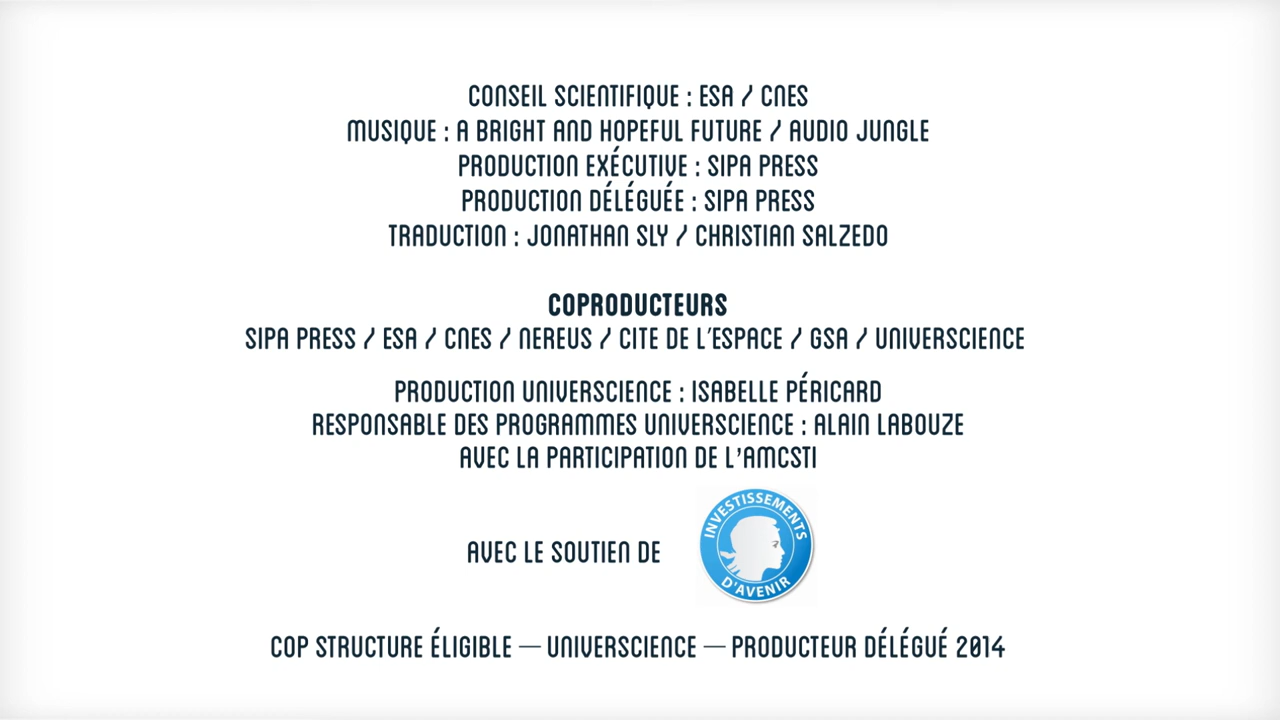 CONSEIL SCIENTIFIQUE : ESA / CNES
MUSIQUE : A BRIGHT AND HOPEFUL FUTURE / AUDIO JUNGLE
PRODUCTION EXÉCUTIVE : SIPA PRESS
PRODUCTION DÉLÉGUÉE : SIPA PRESS
TRADUCTION : JONATHAN SLY / CHRISTIAN SALZEDO
COPRODUCTEURS
SIPA PRESS / ESA / CNES / NEREUS / CITE DE L'ESPACE / GSA / UNIVERSCIENCE
PRODUCTION UNIVERSCIENCE : ISABELLE PÉRICARD
RESPONSABLE DES PROGRAMMES UNIVERSCIENCE : ALAIN LABOUZE
AVEC LA PARTICIPATION DE L'AMCSTI
AVEC LE SOUTIEN DE
INVESTISSEMENTS
D'AVENIR
COP STRUCTURE ÉLIGIBLE — UNIVERSCIENCE — PRODUCTEUR DÉLÉGUÉ 2014